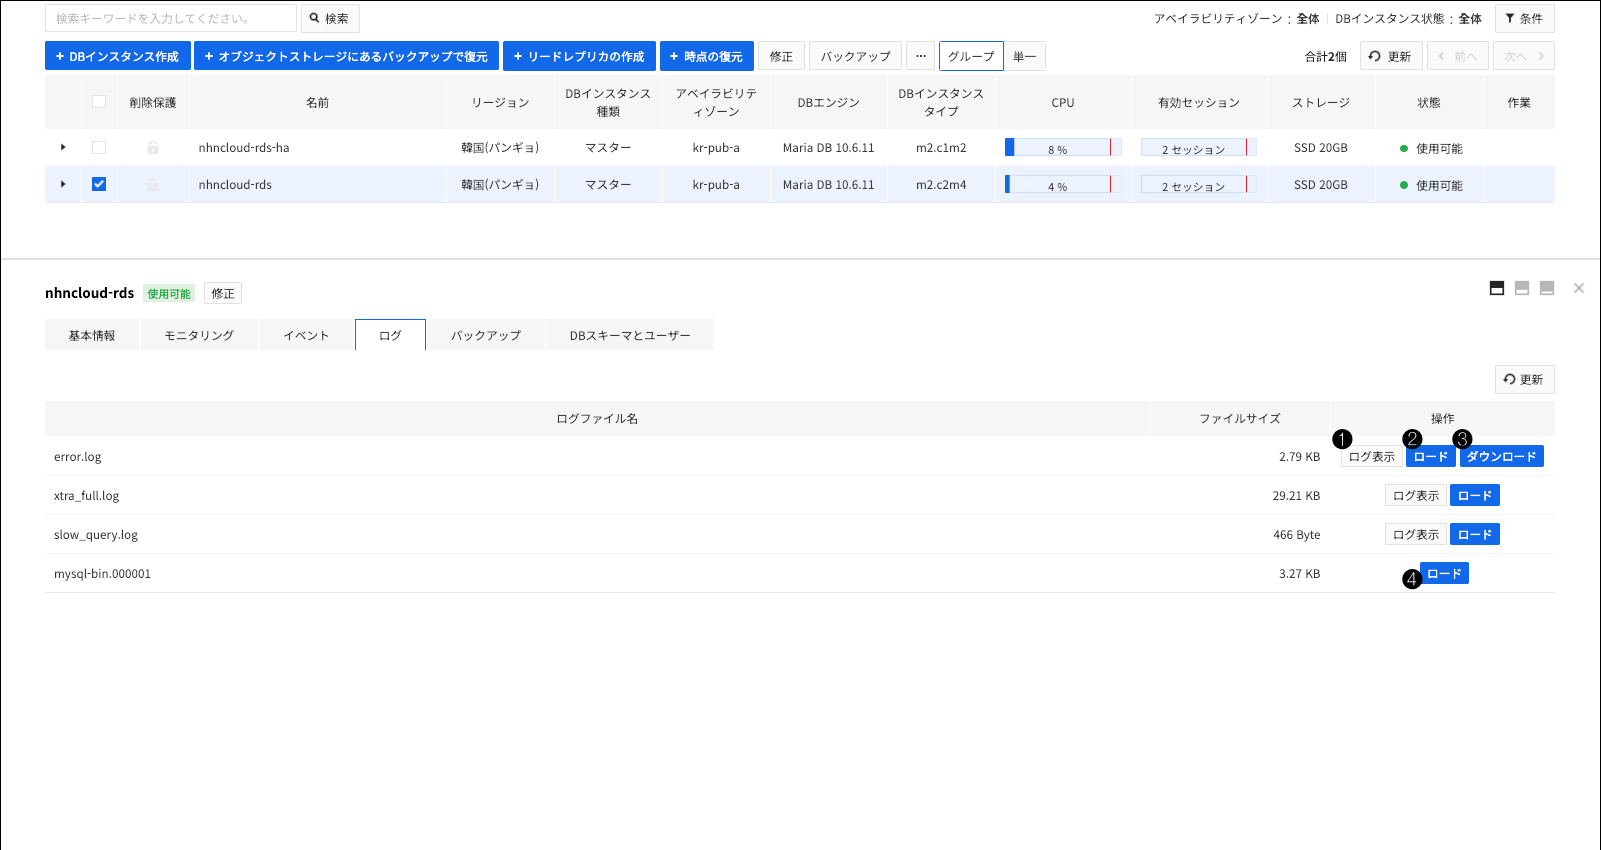 検索キーワードを入力してください。 検索 アベイラビリティゾーン : 全体 DBインスタンス状態 : 全体 条件
+ DBインスタンス作成 + オブジェクトストレージにあるバックアップで復元 + リードレプリカの作成 + 時点の復元 修正 バックアップ ··· グループ 単一 合計2個 更新 < 前へ 次へ >
削除保護 名前 リージョン DBインスタンス種類 アベイラビリティゾーン DBエンジン DBインスタンスタイプ CPU 有効セッション ストレージ 状態 作業
nhncloud-rds-ha 韓国(パンギョ) マスター kr-pub-a Maria DB 10.6.11 m2.c1m2 8 % 2 セッション SSD 20GB 使用可能
nhncloud-rds 韓国(パンギョ) マスター kr-pub-a Maria DB 10.6.11 m2.c2m4 4 % 2 セッション SSD 20GB 使用可能
nhncloud-rds 使用可能 修正
基本情報 モニタリング イベント ログ バックアップ DBスキーマとユーザー
更新
ログファイル名 ファイルサイズ 操作
❶ ❷ ❸
error.log 2.79 KB ログ表示 ロード ダウンロード
xtra_full.log 29.21 KB ログ表示 ロード
slow_query.log 466 Byte ログ表示 ロード
mysql-bin.000001 3.27 KB ❹ ロード